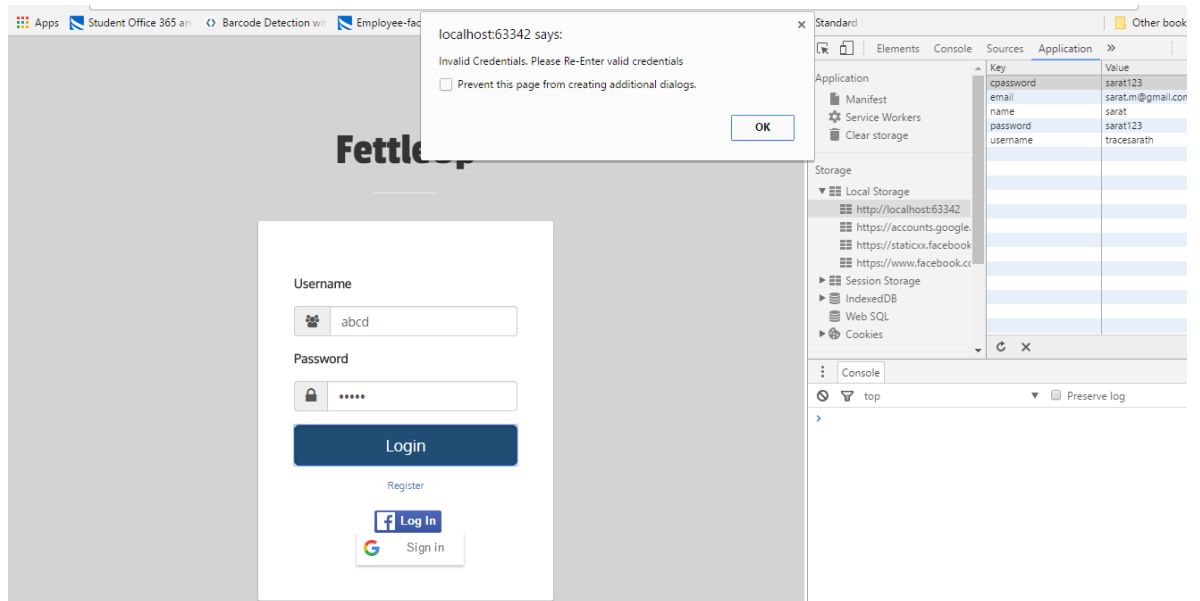 Apps Student Office 365 an Barcode Detection wit Employee-fac Standard Other book
localhost:63342 says:
Invalid Credentials. Please Re-Enter valid credentials
Prevent this page from creating additional dialogs.
OK
FettleUp
Username
abcd
Password
•••••
Login
Register
Log In
Sign in
Elements Console Sources Application »
Application
Manifest
Service Workers
Clear storage
Storage
Local Storage
http://localhost:63342
https://accounts.google.
https://staticxx.facebook
https://www.facebook.cc
Session Storage
IndexedDB
Web SQL
Cookies
Key Value
cpassword sarat123
email sarat.m@gmail.com
name sarat
password sarat123
username tracesarath
Console
top Preserve log